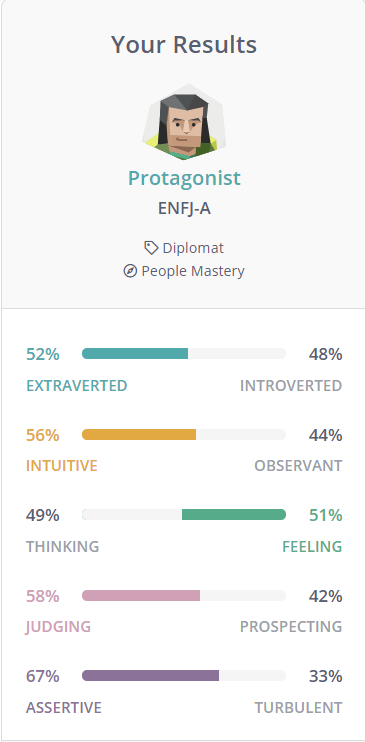 Your Results
Protagonist
ENFJ-A
Diplomat
People Mastery
52% 48%
EXTRAVERTED INTROVERTED
56% 44%
INTUITIVE OBSERVANT
49% 51%
THINKING FEELING
58% 42%
JUDGING PROSPECTING
67% 33%
ASSERTIVE TURBULENT